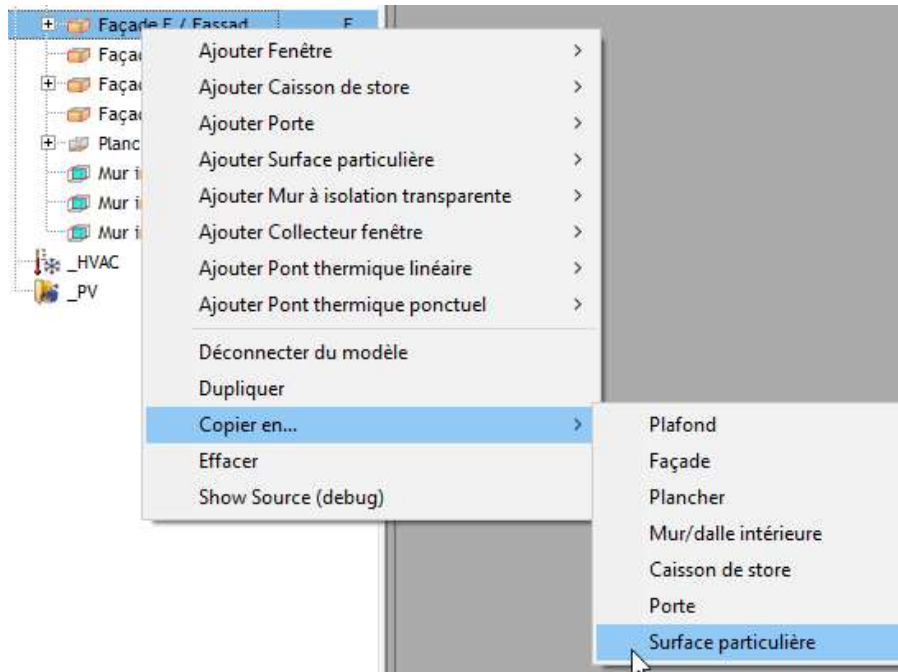 Façade E / Fassad E
Façad
Façad
Façad
Planc
Mur i
Mur i
Mur i
_HVAC
_PV
Ajouter Fenêtre
Ajouter Caisson de store
Ajouter Porte
Ajouter Surface particulière
Ajouter Mur à isolation transparente
Ajouter Collecteur fenêtre
Ajouter Pont thermique linéaire
Ajouter Pont thermique ponctuel
Déconnecter du modèle
Dupliquer
Copier en...
Effacer
Show Source (debug)
Plafond
Façade
Plancher
Mur/dalle intérieure
Caisson de store
Porte
Surface particulière